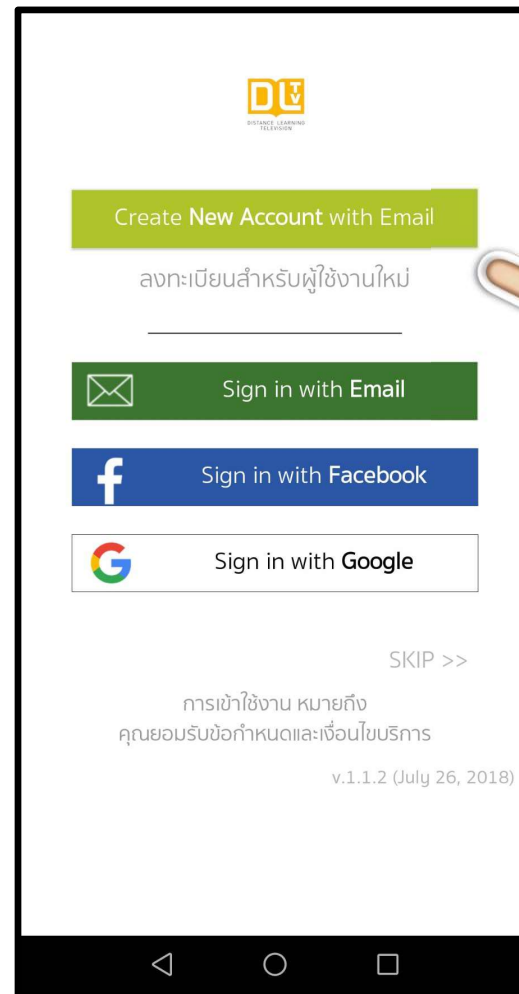 DLTV
DISTANCE LEARNING
TELEVISION
Create New Account with Email
ลงทะเบียนสำหรับผู้ใช้งานใหม่
Sign in with Email
Sign in with Facebook
Sign in with Google
SKIP >>
การเข้าใช้งาน หมายถึง
คุณยอมรับข้อกำหนดและเงื่อนไขบริการ
v.1.1.2 (July 26, 2018)